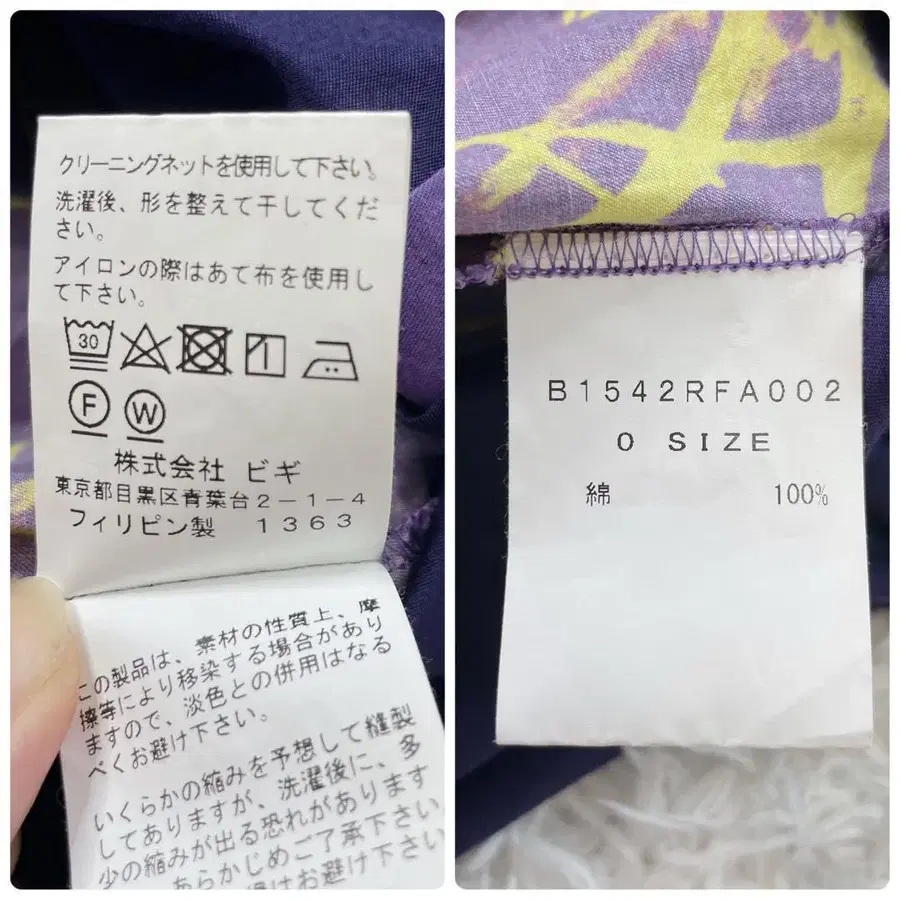 クリーニングネットを使用して下さい。
洗濯後、形を整えて干してくだ
さい。
アイロンの際はあて布を使用し
て下さい。
30
F W
株式会社 ビギ
東京都目黒区青葉台2-1-4
フィリピン製 1363
この製品は、素材の性質上、摩
擦等により移染する場合があり
ますので、淡色との併用はなる
べくお避け下さい。
いくらかの縮みを予想して縫製
してありますが、洗濯後に、多
少の縮みが出る恐れがあります
あらかじめご了承下さい
はお避け下さい
B1542RFA002
0 SIZE
綿 100%